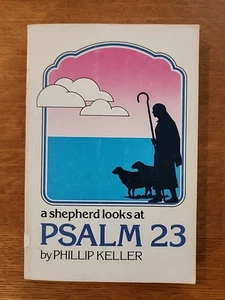 a shepherd looks at
PSALM 23
by PHILLIP KELLER